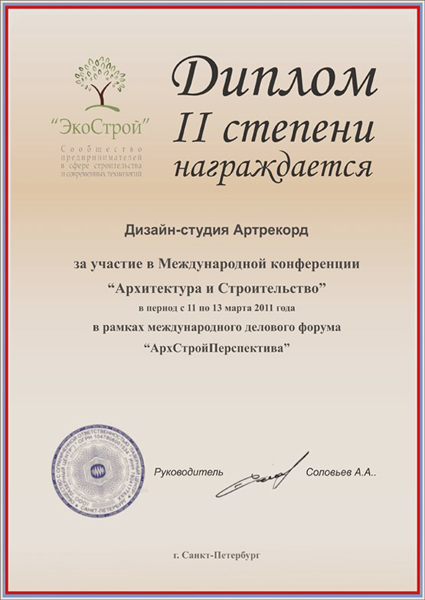 Диплом
II степени
награждается
"ЭкоСтрой"
Сообщество
предпринимателей
в сфере строительства
и современных технологий
Дизайн-студия Артрекорд
за участие в Международной конференции
“Архитектура и Строительство”
в период с 11 по 13 марта 2011 года
в рамках международного делового форума
“АрхСтройПерспектива”
Руководитель
Соловьев А.А..
г. Санкт-Петербург